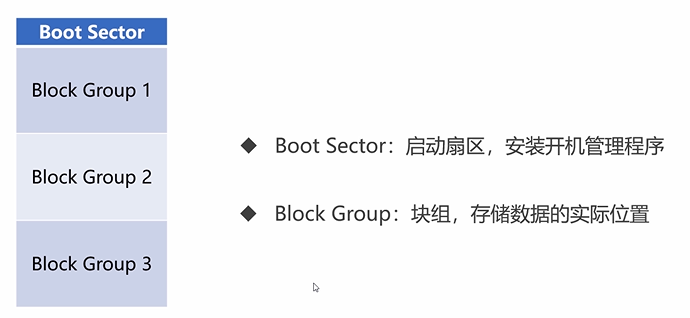 Boot Sector
Block Group 1
Block Group 2
Block Group 3
◆ Boot Sector：启动扇区，安装开机管理程序
◆ Block Group：块组，存储数据的实际位置